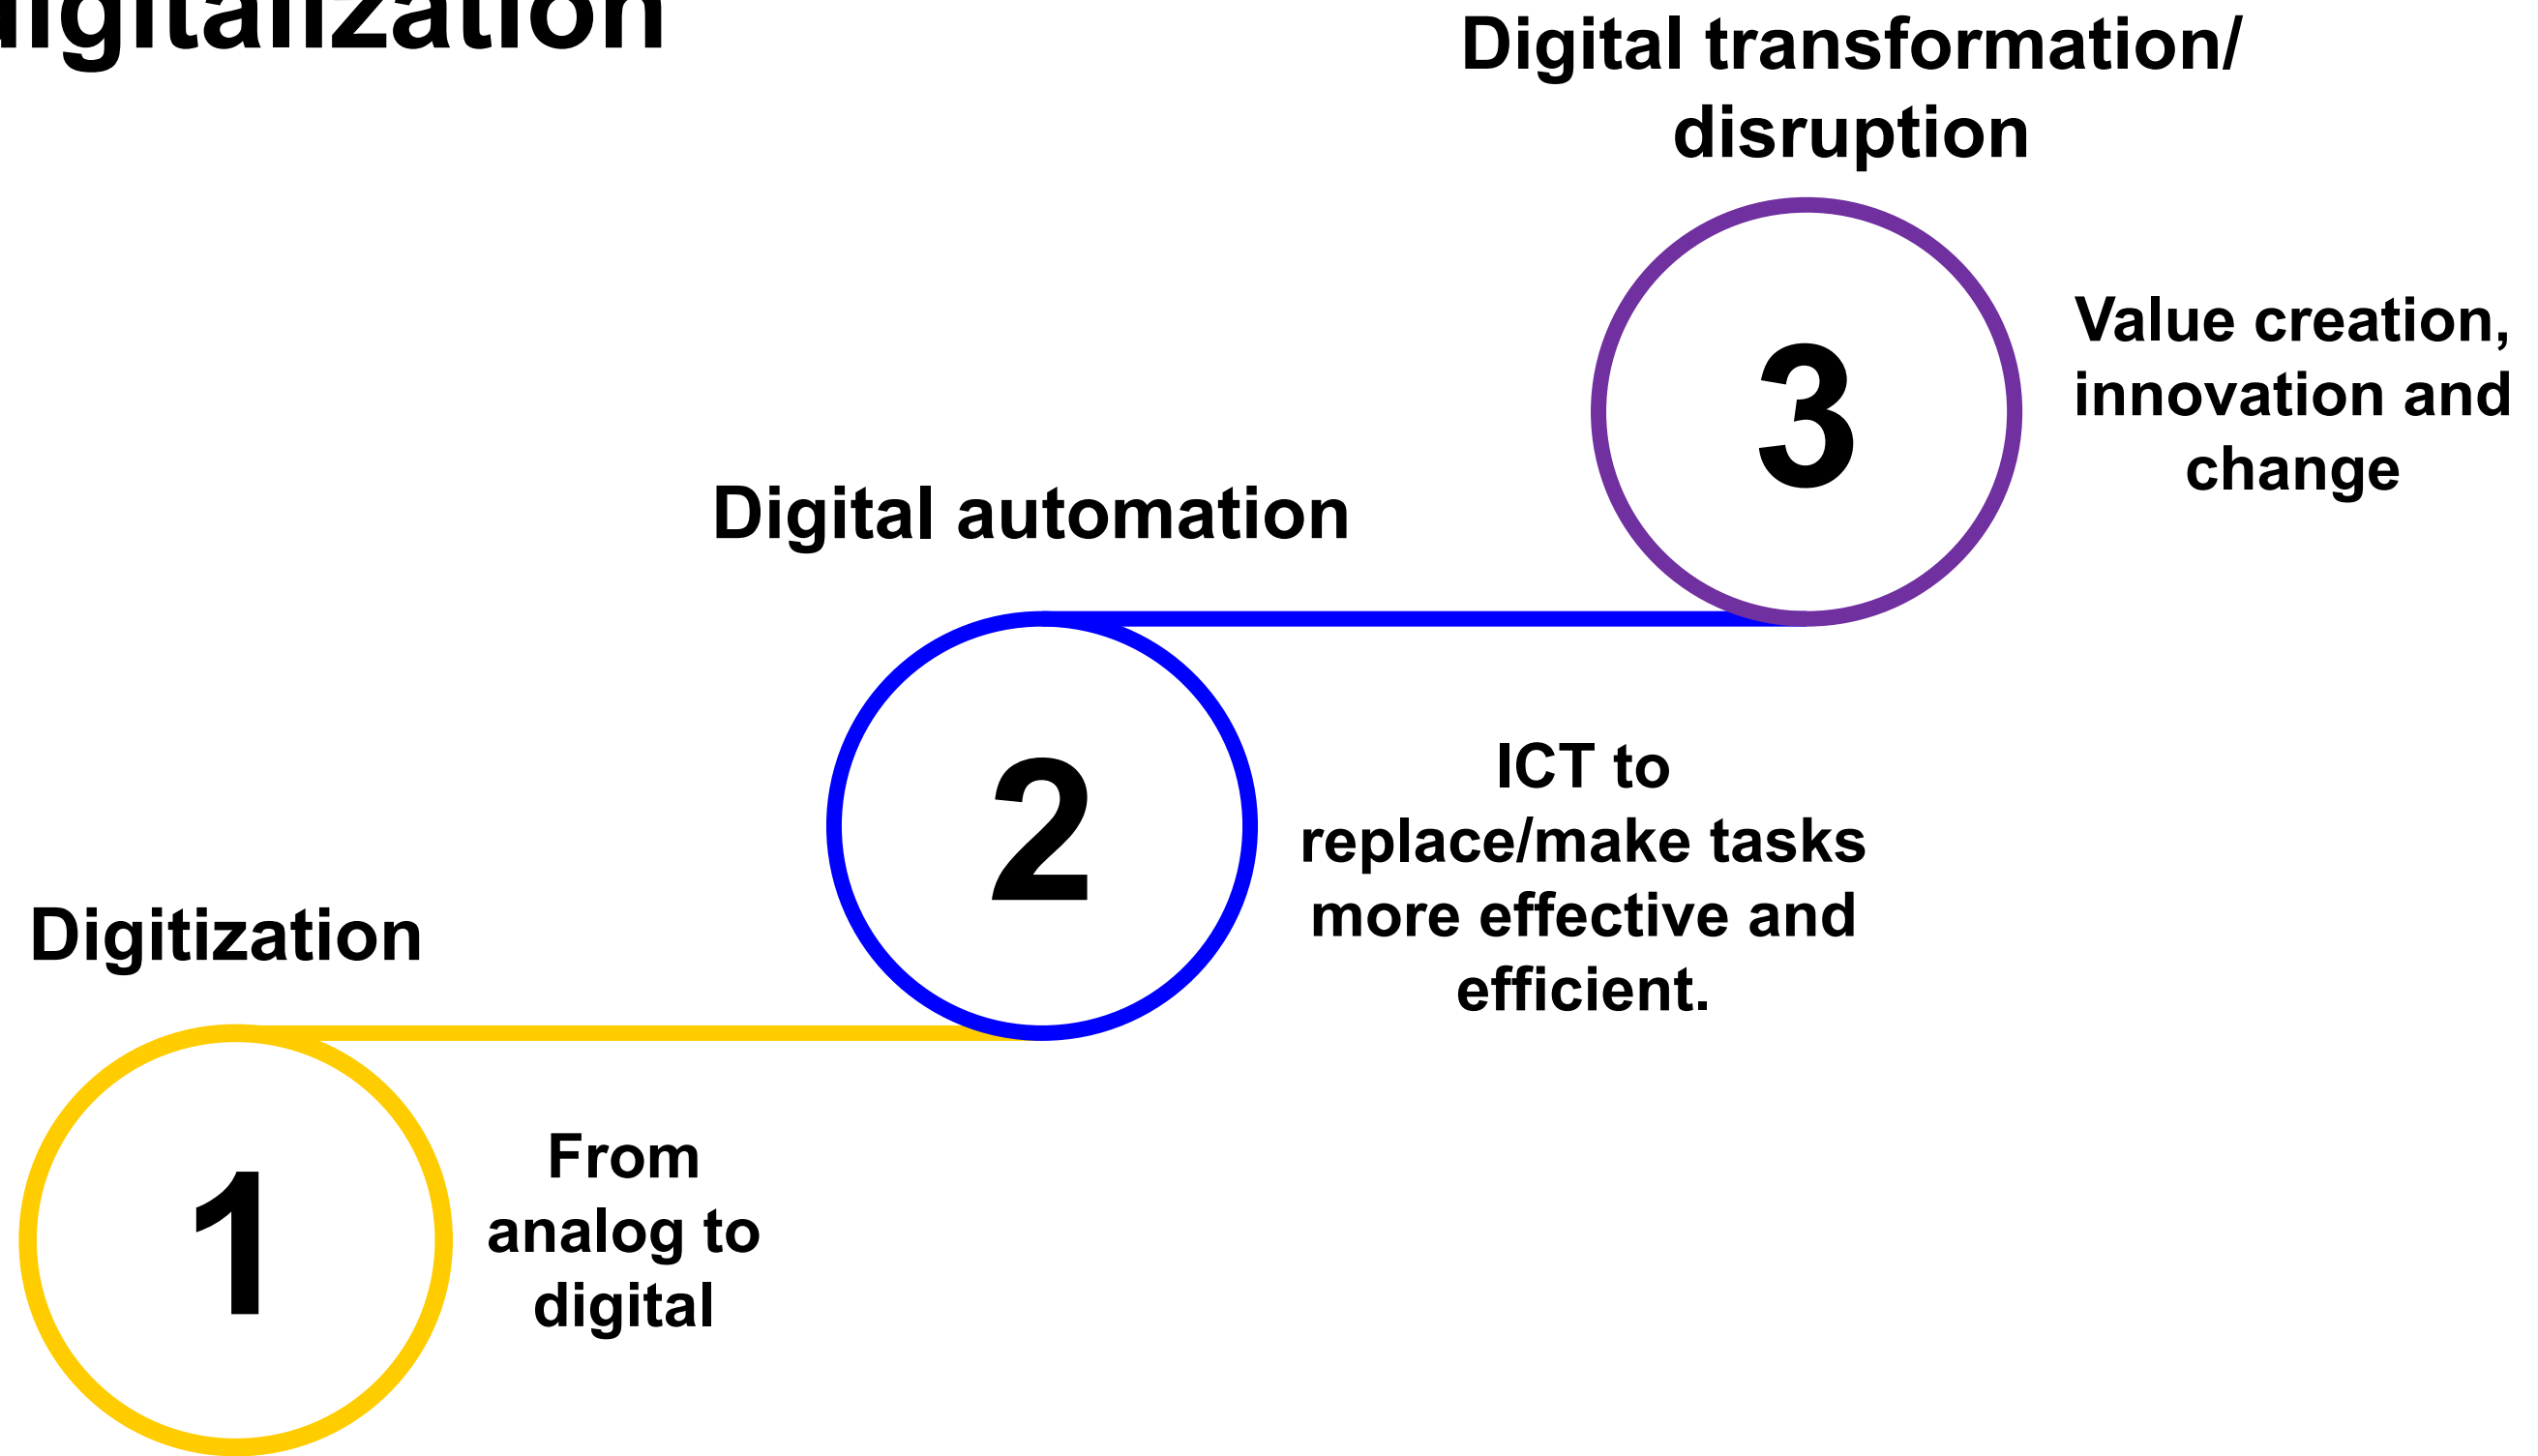 digitalization
Digital transformation/
disruption
3
Value creation,
innovation and
change
Digital automation
2
ICT to
replace/make tasks
more effective and
efficient.
Digitization
1
From
analog to
digital